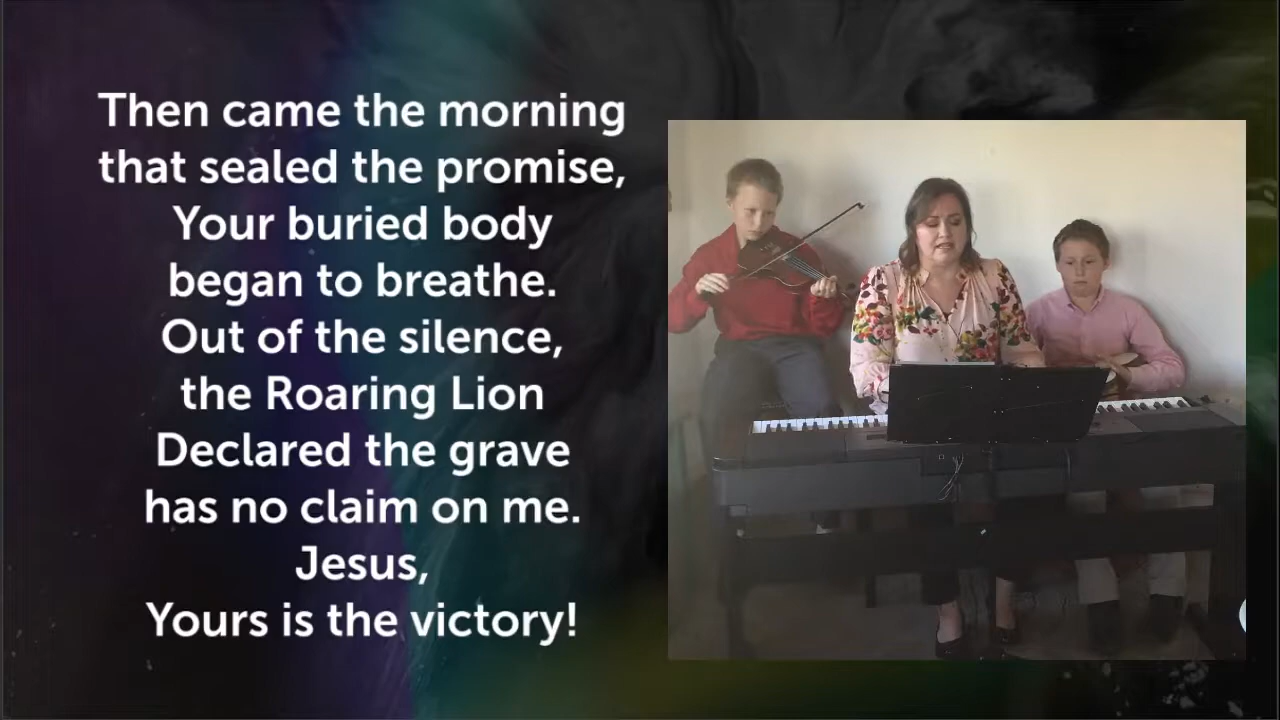 Then came the morning
that sealed the promise,
Your buried body
began to breathe.
Out of the silence,
the Roaring Lion
Declared the grave
has no claim on me.
Jesus,
Yours is the victory!